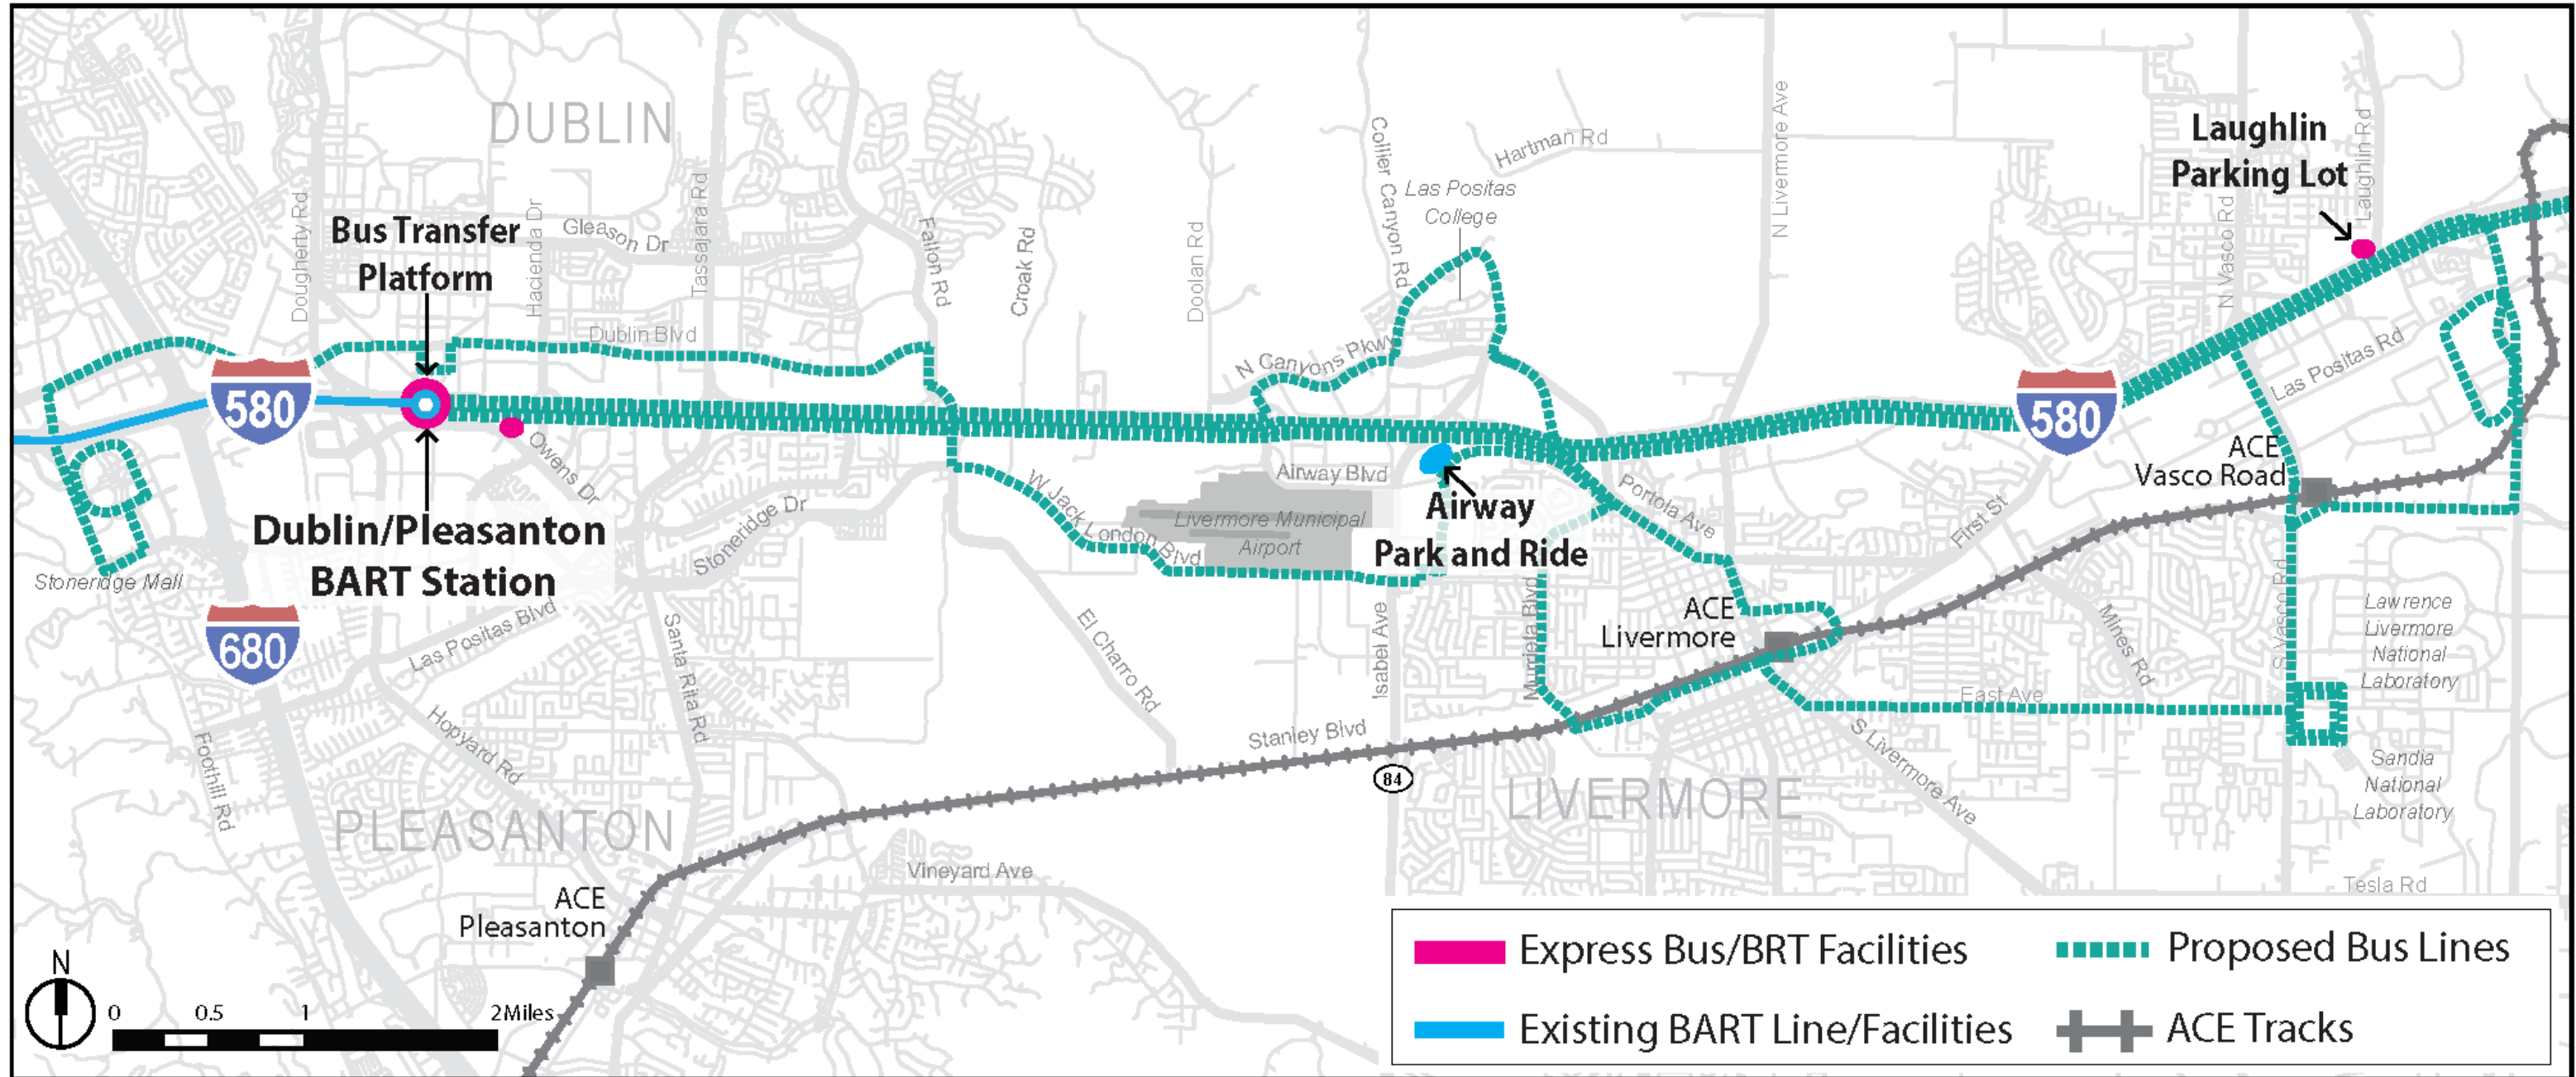 DUBLIN
Bus Transfer
Platform
Dougherty Rd
Hacienda Dr
Gleason Dr
Tassajara Rd
Dublin Blvd
Fallon Rd
Croak Rd
Doolan Rd
Collier Canyon Rd
Hartman Rd
Las Positas
College
N Canyons Pkwy
N Livermore Ave
N Vasco Rd
Laughlin
Parking Lot
Laughlin Rd
Las Positas Rd
580
580
680
Owens Dr
Dublin/Pleasanton
BART Station
Stoneridge Mall
Stoneridge Dr
Las Positas Blvd
Santa Rita Rd
Hopyard Rd
Foothill Rd
W Jack London Blvd
El Charro Rd
Airway Blvd
Livermore Municipal
Airport
Airway
Park and Ride
Isabel Ave
Murrieta Blvd
Portola Ave
First St
ACE
Livermore
ACE
Vasco Road
S Vasco Rd
Mines Rd
East Ave
S Livermore Ave
Lawrence
Livermore
National
Laboratory
Sandia
National
Laboratory
Tesla Rd
Stanley Blvd
84
LIVERMORE
PLEASANTON
Vineyard Ave
ACE
Pleasanton
N
0 0.5 1 2Miles
Express Bus/BRT Facilities
Proposed Bus Lines
Existing BART Line/Facilities
ACE Tracks